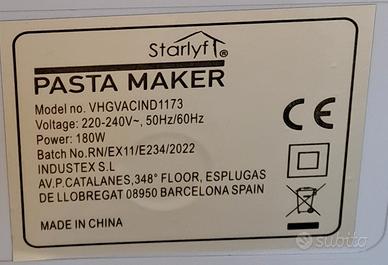 Starlyf®
PASTA MAKER
Model no. VHGVACIND1173
Voltage: 220-240V~, 50Hz/60Hz
Power: 180W
Batch No.RN/EX11/E234/2022
INDUSTEX S.L
AV.P.CATALANES,348° FLOOR, ESPLUGAS
DE LLOBREGAT 08950 BARCELONA SPAIN
MADE IN CHINA
CE
subito